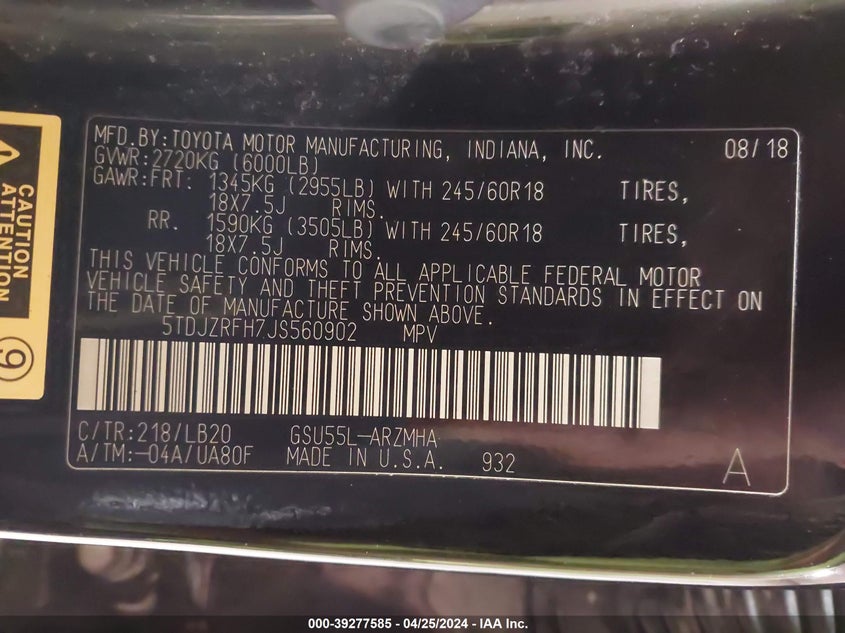 CAUTION
ATTENTION
9
MFD.BY:TOYOTA MOTOR MANUFACTURING, INDIANA, INC. 08/18
GVWR:2720KG (6000LB)
GAWR:FRT: 1345KG (2955LB) WITH 245/60R18 TIRES,
18X7.5J RIMS.
RR. 1590KG (3505LB) WITH 245/60R18 TIRES,
18X7.5J RIMS.
THIS VEHICLE CONFORMS TO ALL APPLICABLE FEDERAL MOTOR
VEHICLE SAFETY AND THEFT PREVENTION STANDARDS IN EFFECT ON
THE DATE OF MANUFACTURE SHOWN ABOVE.
5TDJZRFH7JS560902 MPV
C/TR:218/LB20 GSU55L-ARZMHA
A/TM:-04A/UA80F MADE IN U.S.A. 932 A
000-39277585 - 04/25/2024 - IAA Inc.